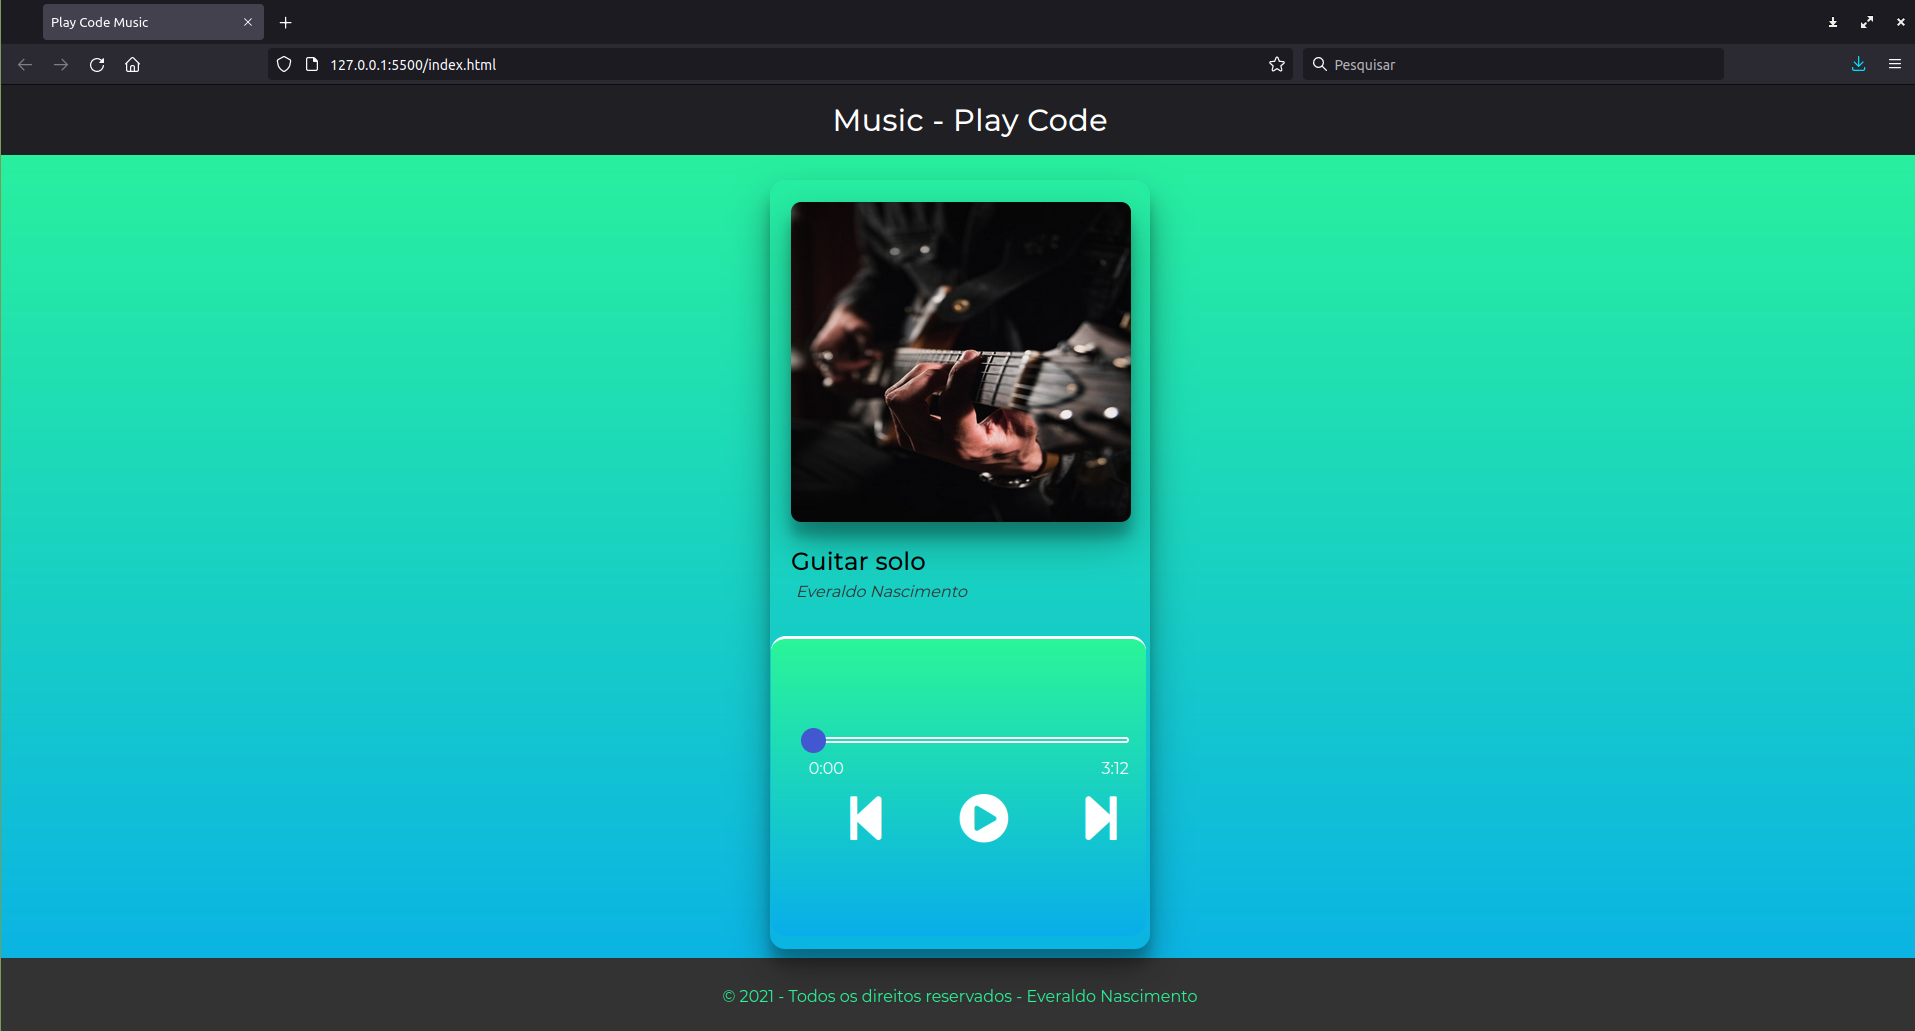 Play Code Music
127.0.0.1:5500/index.html
Pesquisar
Music - Play Code
Guitar solo
Everaldo Nascimento
0:00 3:12
© 2021 - Todos os direitos reservados - Everaldo Nascimento